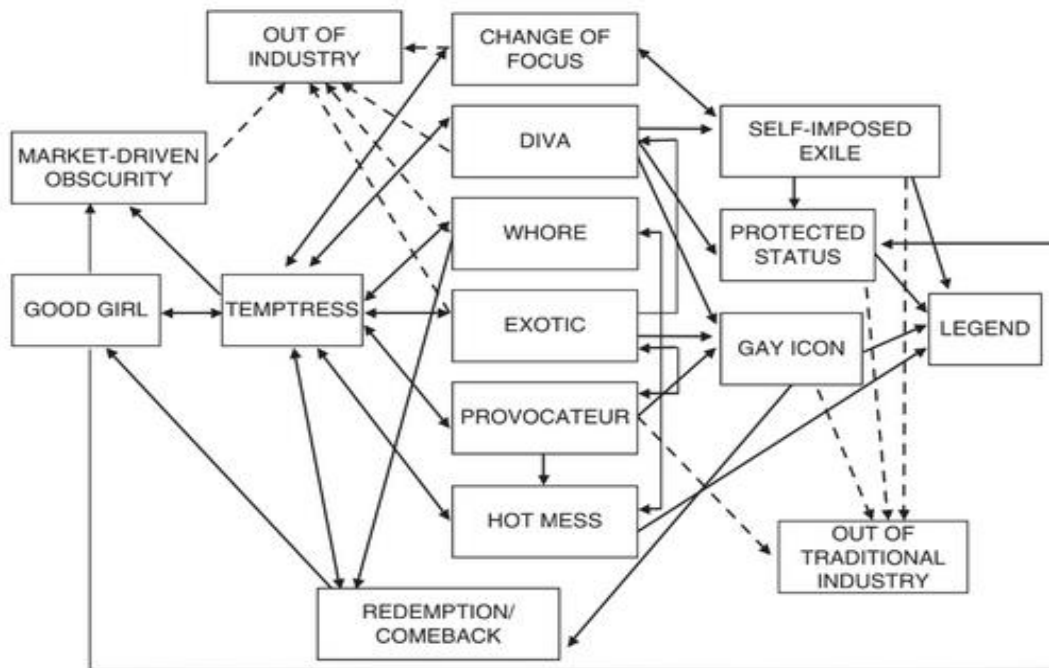 OUT OF
INDUSTRY
CHANGE OF
FOCUS
MARKET-DRIVEN
OBSCURITY
DIVA
SELF-IMPOSED
EXILE
WHORE
PROTECTED
STATUS
GOOD GIRL
TEMPTRESS
EXOTIC
GAY ICON
LEGEND
PROVOCATEUR
HOT MESS
OUT OF
TRADITIONAL
INDUSTRY
REDEMPTION/
COMEBACK